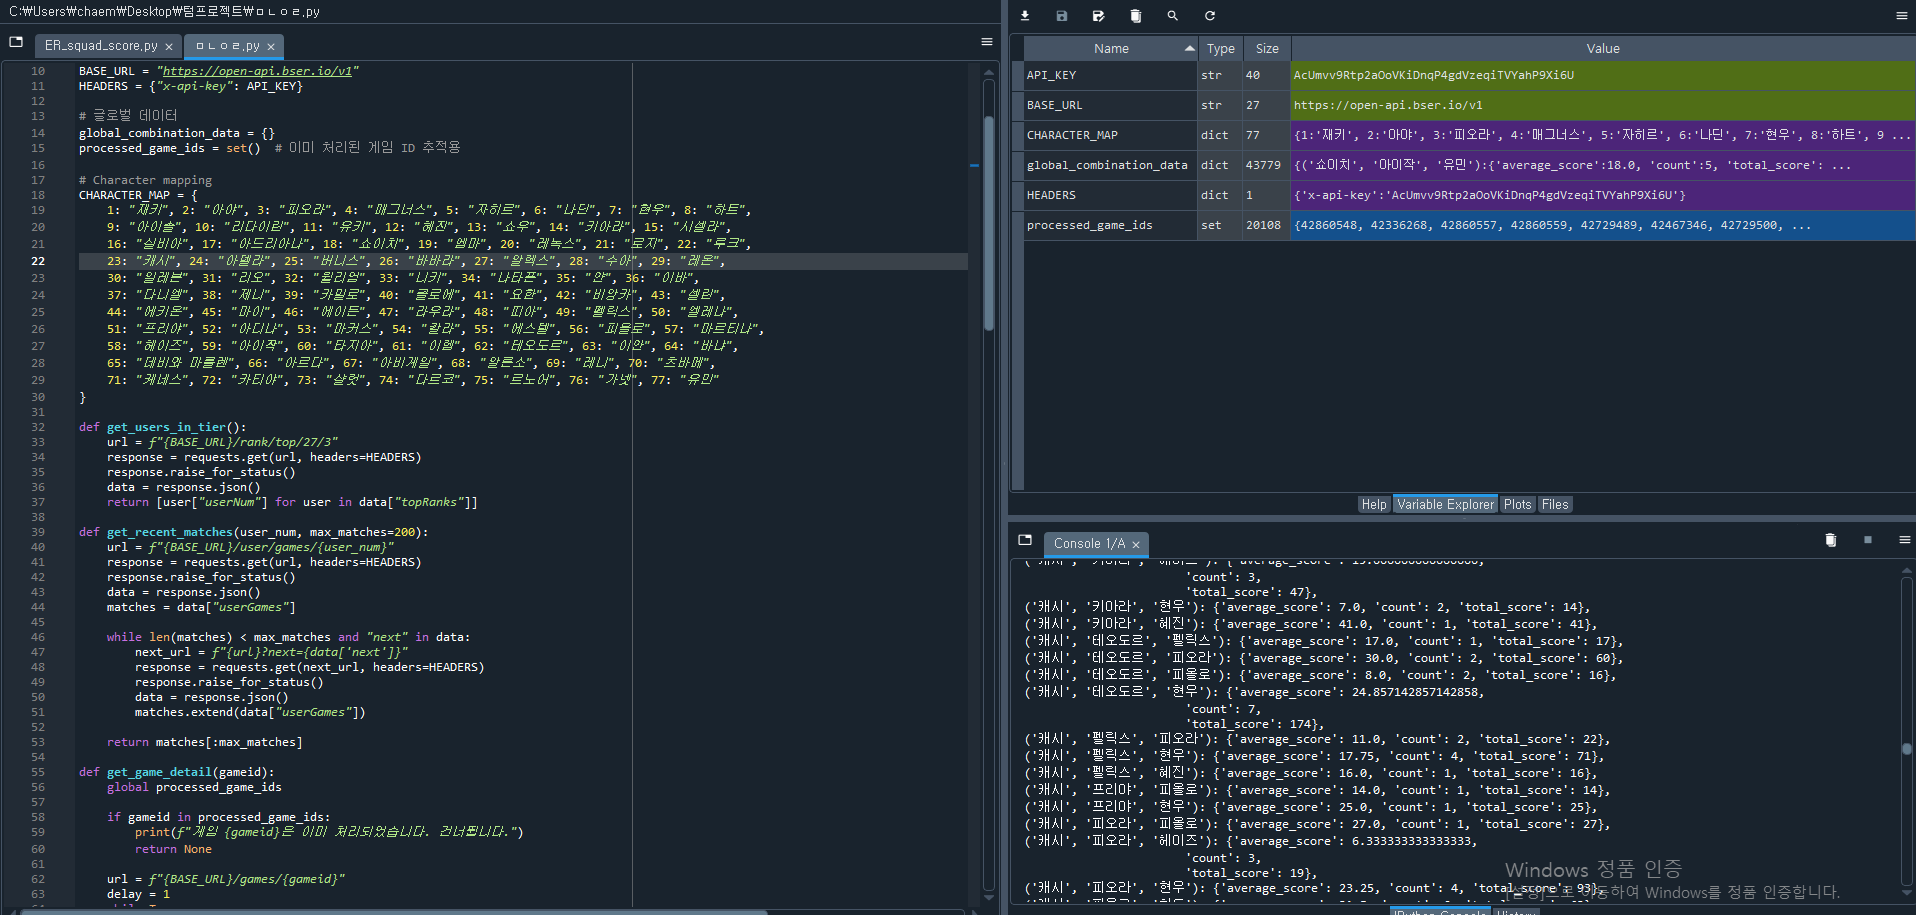 C:₩Users₩chaem₩Desktop₩텀프로젝트₩ㅁㄴㅇㄹ.py
ER_squad_score.py × ㅁㄴㅇㄹ.py ×
10 BASE_URL = "https://open-api.bser.io/v1"
11 HEADERS = {"x-api-key": API_KEY}
12
13 # 글로벌 데이터
14 global_combination_data = {}
15 processed_game_ids = set()  # 이미 처리된 게임 ID 추적용
16
17 # Character mapping
18 CHARACTER_MAP = {
19 1: "재키", 2: "아야", 3: "피오라", 4: "매그너스", 5: "자히르", 6: "나딘", 7: "현우", 8: "하트",
20 9: "아이솔", 10: "리다이린", 11: "유키", 12: "혜진", 13: "쇼우", 14: "키아라", 15: "시셀라",
21 16: "실비아", 17: "아드리아나", 18: "쇼이치", 19: "엠마", 20: "레녹스", 21: "로지", 22: "루크",
22 23: "캐시", 24: "아델라", 25: "버니스", 26: "바바라", 27: "알렉스", 28: "수아", 29: "레온",
23 30: "일레븐", 31: "리오", 32: "윌리엄", 33: "니키", 34: "나타폰", 35: "얀", 36: "이바",
24 37: "다니엘", 38: "제니", 39: "카밀로", 40: "클로에", 41: "요한", 42: "비앙카", 43: "셀린",
25 44: "에키온", 45: "마이", 46: "에이든", 47: "라우라", 48: "띠아", 49: "펠릭스", 50: "엘레나",
26 51: "프리야", 52: "아디나", 53: "마커스", 54: "칼라", 55: "에스텔", 56: "피올로", 57: "마르티나",
27 58: "헤이즈", 59: "아이작", 60: "타지아", 61: "이렘", 62: "테오도르", 63: "이안", 64: "바냐",
28 65: "데비와 마를렌", 66: "아르다", 67: "아비게일", 68: "알론소", 69: "레니", 70: "츠바메",
29 71: "케네스", 72: "카티야", 73: "샬럿", 74: "다르코", 75: "르노어", 76: "가넷", 77: "유민"
30 }
31
32 def get_users_in_tier():
33 url = f"{BASE_URL}/rank/top/27/3"
34 response = requests.get(url, headers=HEADERS)
35 response.raise_for_status()
36 data = response.json()
37 return [user["userNum"] for user in data["topRanks"]]
38
39 def get_recent_matches(user_num, max_matches=200):
40 url = f"{BASE_URL}/user/games/{user_num}"
41 response = requests.get(url, headers=HEADERS)
42 response.raise_for_status()
43 data = response.json()
44 matches = data["userGames"]
45
46 while len(matches) < max_matches and "next" in data:
47 next_url = f"{url}?next={data['next']}"
48 response = requests.get(next_url, headers=HEADERS)
49 response.raise_for_status()
50 data = response.json()
51 matches.extend(data["userGames"])
52
53 return matches[:max_matches]
54
55 def get_game_detail(gameid):
56 global processed_game_ids
57
58 if gameid in processed_game_ids:
59 print(f"게임 {gameid}은 이미 처리되었습니다. 건너뜁니다.")
60 return None
61
62 url = f"{BASE_URL}/games/{gameid}"
63 delay = 1
Name Type Size Value
API_KEY str 40 AcUmvv9Rtp2aOoVKiDnqP4gdVzeqiTVYahP9Xi6U
BASE_URL str 27 https://open-api.bser.io/v1
CHARACTER_MAP dict 77 {1:'재키', 2:'아야', 3:'피오라', 4:'매그너스', 5:'자히르', 6:'나딘', 7:'현우', 8:'하트', 9 ...
global_combination_data dict 43779 {('쇼이치', '아이작', '유민'):{'average_score':18.0, 'count':5, 'total_score': ...
HEADERS dict 1 {'x-api-key':'AcUmvv9Rtp2aOoVKiDnqP4gdVzeqiTVYahP9Xi6U'}
processed_game_ids set 20108 {42860548, 42336268, 42860557, 42860559, 42729489, 42467346, 42729500, ...
Help Variable Explorer Plots Files
Console 1/A ×
'count': 3,
'total_score': 47},
('캐시', '키아라', '현우'): {'average_score': 7.0, 'count': 2, 'total_score': 14},
('캐시', '키아라', '혜진'): {'average_score': 41.0, 'count': 1, 'total_score': 41},
('캐시', '테오도르', '펠릭스'): {'average_score': 17.0, 'count': 1, 'total_score': 17},
('캐시', '테오도르', '피오라'): {'average_score': 30.0, 'count': 2, 'total_score': 60},
('캐시', '테오도르', '피올로'): {'average_score': 8.0, 'count': 2, 'total_score': 16},
('캐시', '테오도르', '현우'): {'average_score': 24.857142857142858,
'count': 7,
'total_score': 174},
('캐시', '펠릭스', '피오라'): {'average_score': 11.0, 'count': 2, 'total_score': 22},
('캐시', '펠릭스', '현우'): {'average_score': 17.75, 'count': 4, 'total_score': 71},
('캐시', '펠릭스', '혜진'): {'average_score': 16.0, 'count': 1, 'total_score': 16},
('캐시', '프리야', '피올로'): {'average_score': 14.0, 'count': 1, 'total_score': 14},
('캐시', '프리야', '현우'): {'average_score': 25.0, 'count': 1, 'total_score': 25},
('캐시', '피오라', '피올로'): {'average_score': 27.0, 'count': 1, 'total_score': 27},
('캐시', '피오라', '헤이즈'): {'average_score': 6.333333333333333,
'count': 3,
'total_score': 19},
('캐시', '피오라', '현우'): {'average_score': 23.25, 'count': 4, 'total_score': 93},
Windows 정품 인증
[설정]으로 이동하여 Windows를 정품 인증합니다.
IPython Console History